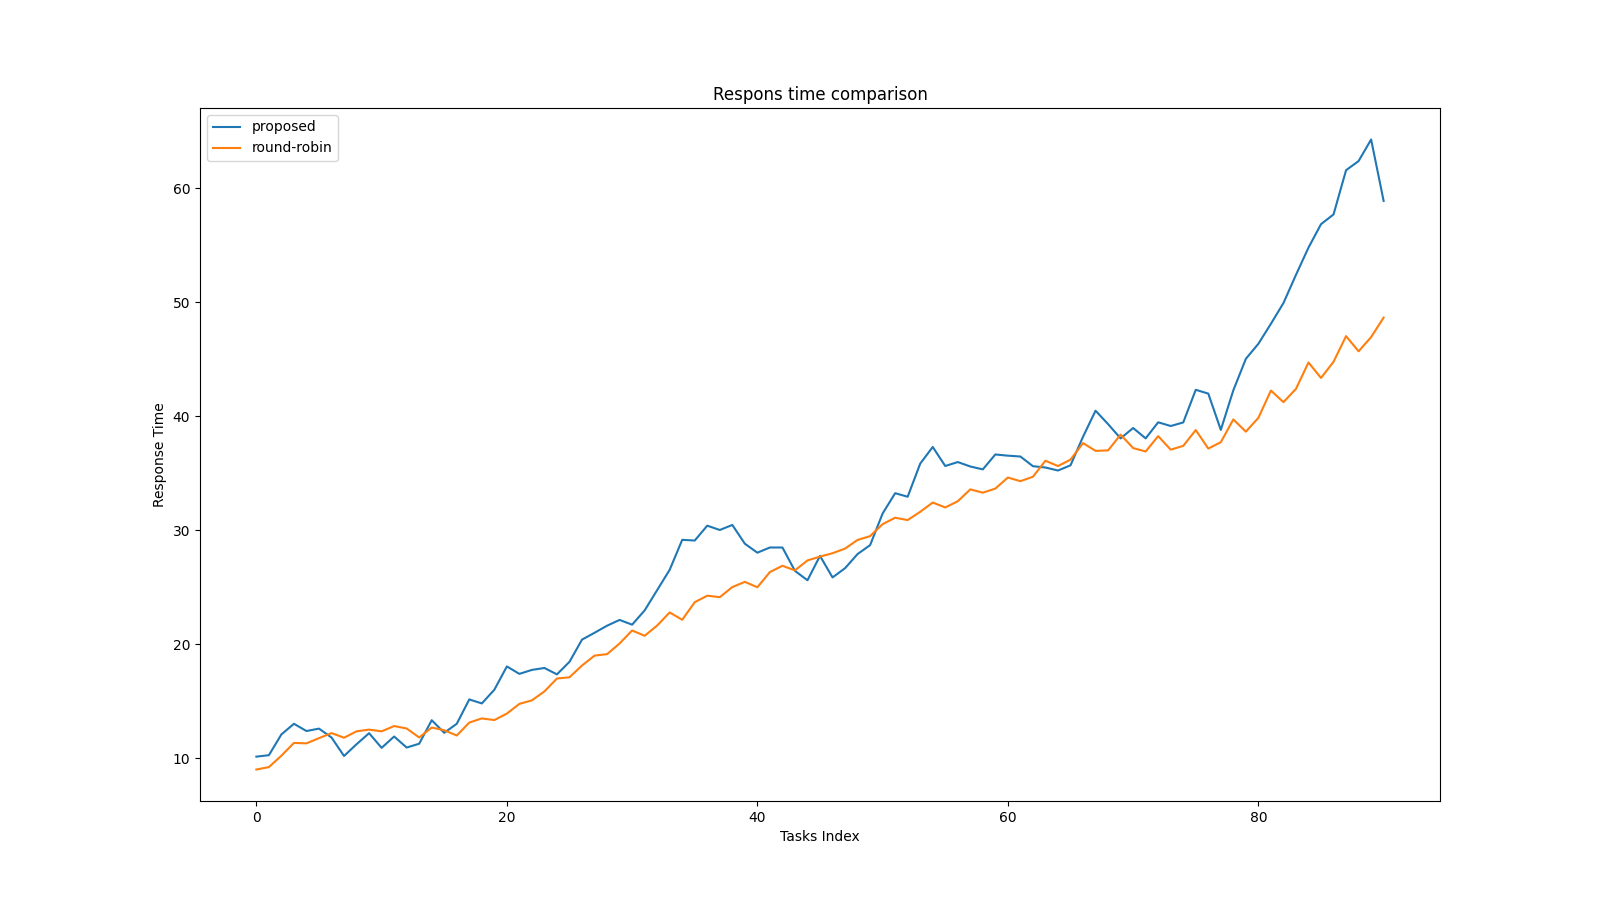 Respons time comparison
proposed
round-robin
60
50
40
30
20
10
Response Time
0 20 40 60 80
Tasks Index